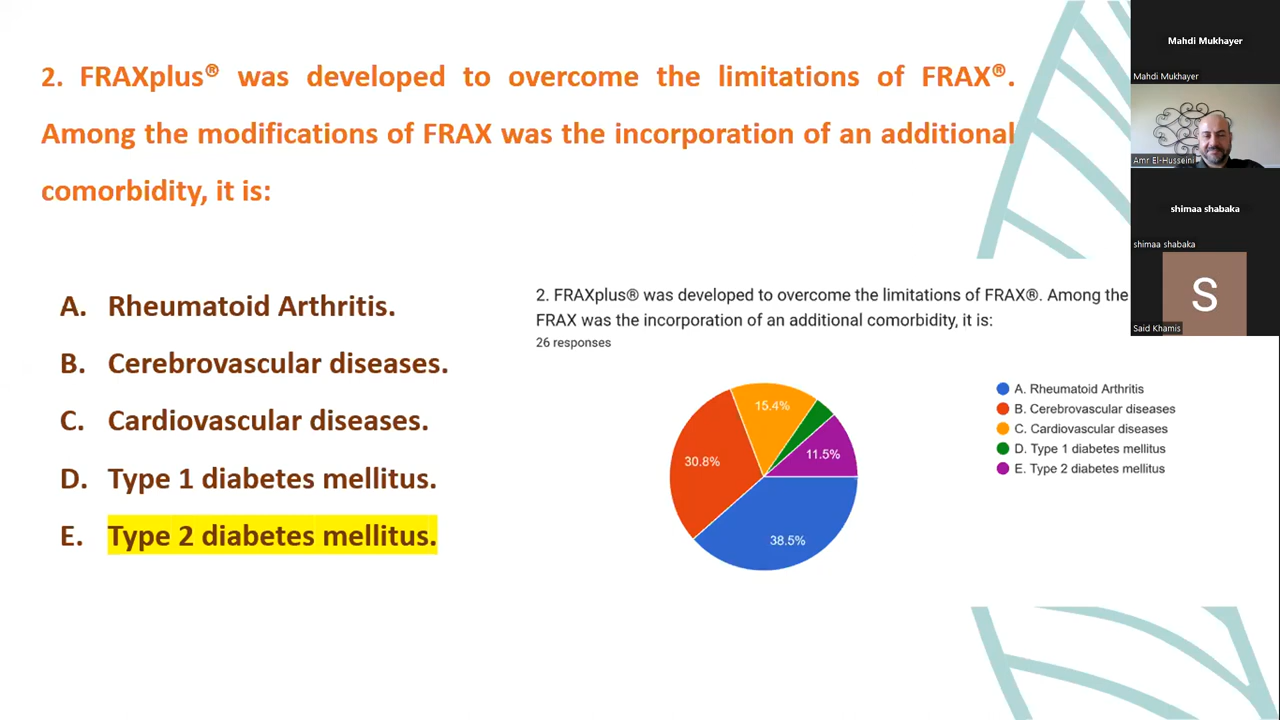 2. FRAXplus® was developed to overcome the limitations of FRAX®.
Among the modifications of FRAX was the incorporation of an additional
comorbidity, it is:
A. Rheumatoid Arthritis.
B. Cerebrovascular diseases.
C. Cardiovascular diseases.
D. Type 1 diabetes mellitus.
E. Type 2 diabetes mellitus.
2. FRAXplus® was developed to overcome the limitations of FRAX®. Among the
FRAX was the incorporation of an additional comorbidity, it is:
26 responses
15.4%
30.8%
11.5%
38.5%
A. Rheumatoid Arthritis
B. Cerebrovascular diseases
C. Cardiovascular diseases
D. Type 1 diabetes mellitus
E. Type 2 diabetes mellitus
Mahdi Mukhayer
Mahdi Mukhayer
Amr El-Husseini
shimaa shabaka
shimaa shabaka
S
Said Khamis